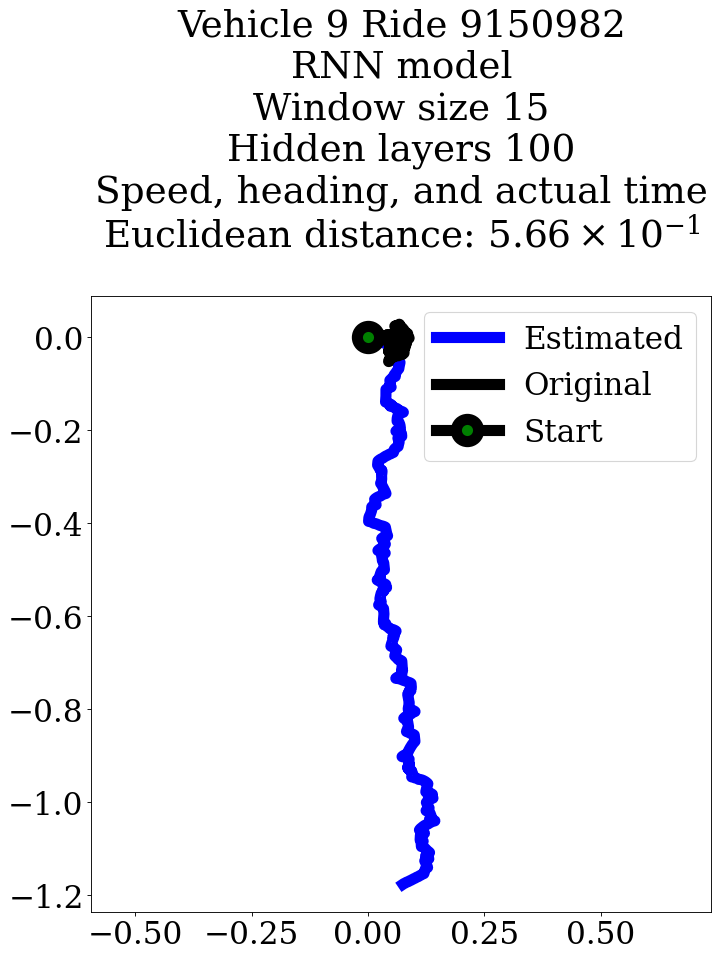 Vehicle 9 Ride 9150982
RNN model
Window size 15
Hidden layers 100
Speed, heading, and actual time
Euclidean distance: 5.66 × 10⁻¹
Estimated
Original
Start
0.0
−0.2
−0.4
−0.6
−0.8
−1.0
−1.2
−0.50 −0.25 0.00 0.25 0.50